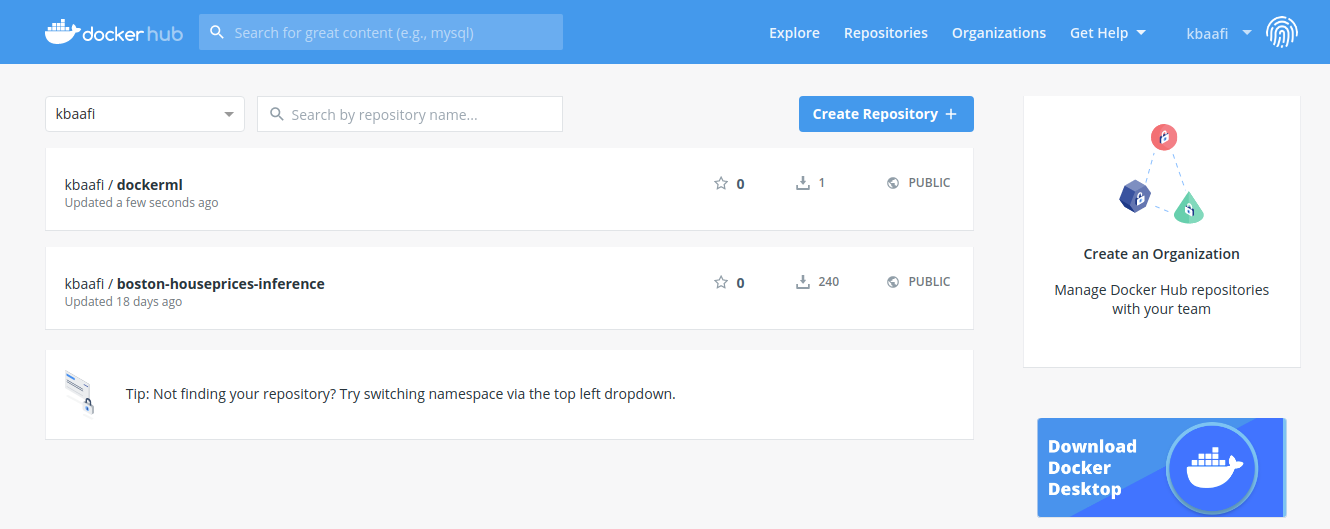 docker hub
Search for great content (e.g., mysql)
Explore
Repositories
Organizations
Get Help
kbaafi
kbaafi
Search by repository name...
Create Repository +
kbaafi / dockerml
Updated a few seconds ago
0
1
PUBLIC
kbaafi / boston-houseprices-inference
Updated 18 days ago
0
240
PUBLIC
Tip: Not finding your repository? Try switching namespace via the top left dropdown.
Create an Organization
Manage Docker Hub repositories
with your team
Download
Docker
Desktop